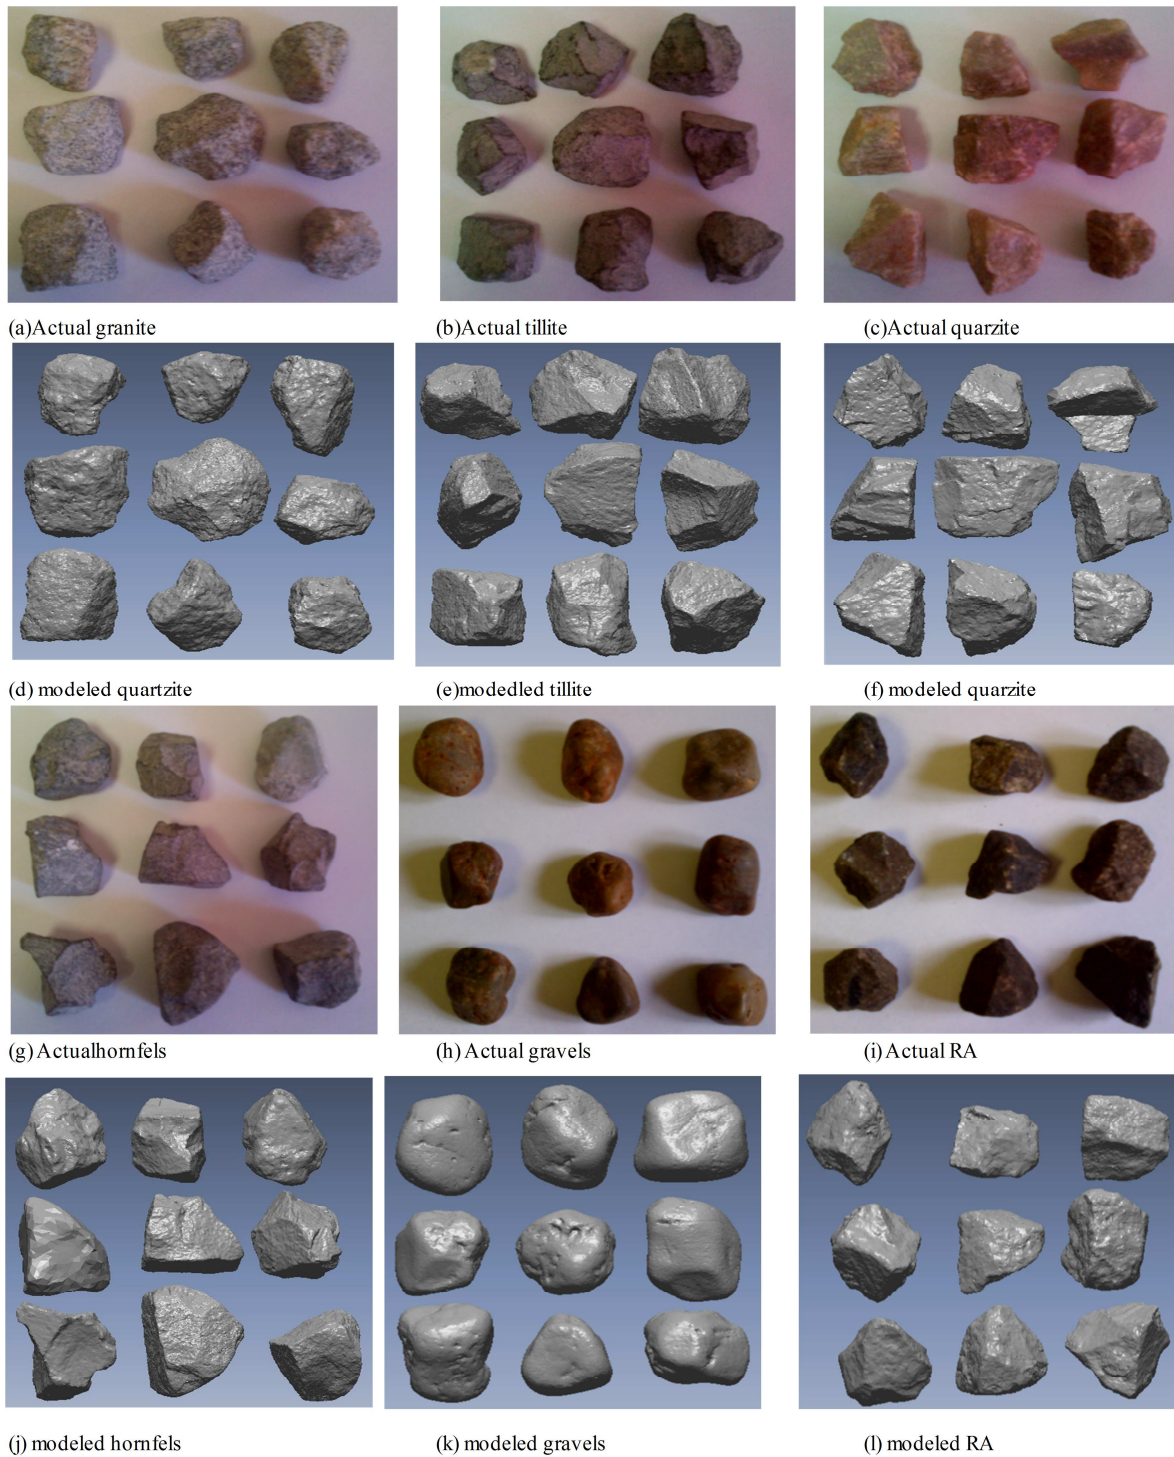 (a)Actual granite
(b)Actual tillite
(c)Actual quarzite
(d) modeled quartzite
(e)modedled tillite
(f) modeled quarzite
(g) Actualhornfels
(h) Actual gravels
(i) Actual RA
(j) modeled hornfels
(k) modeled gravels
(l) modeled RA